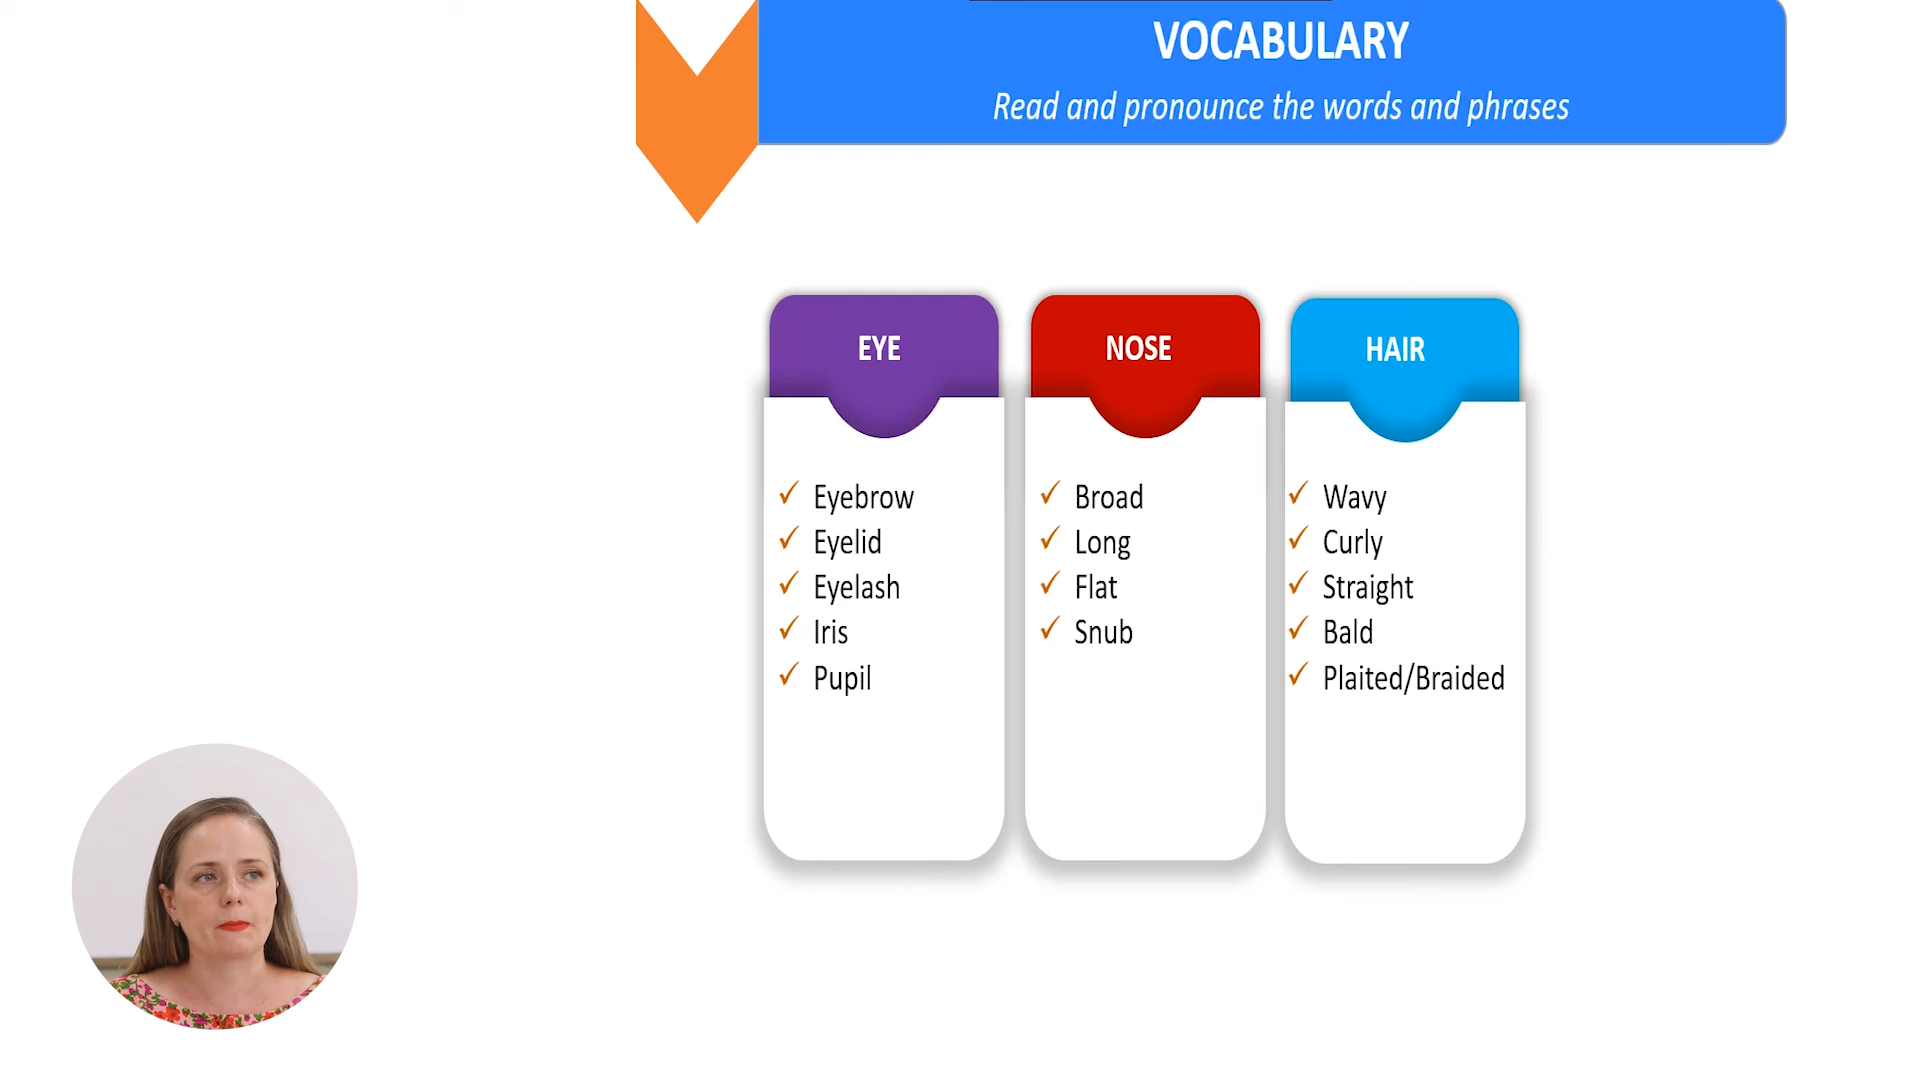 VOCABULARY
Read and pronounce the words and phrases
EYE
Eyebrow
Eyelid
Eyelash
Iris
Pupil
NOSE
Broad
Long
Flat
Snub
HAIR
Wavy
Curly
Straight
Bald
Plaited/Braided